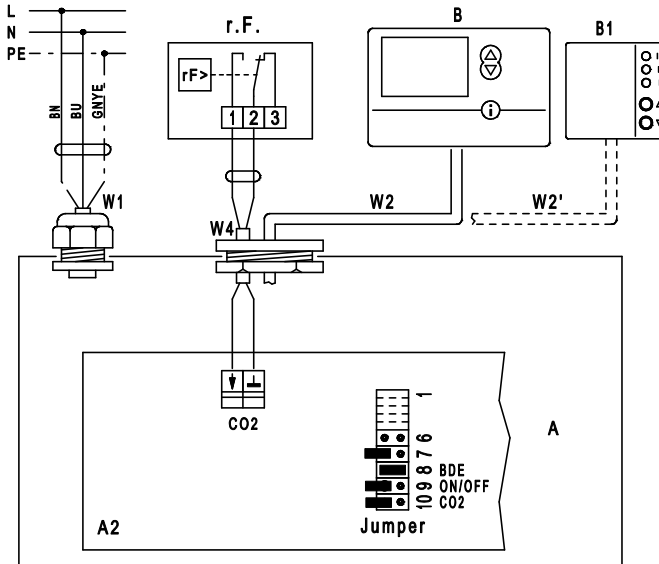 L
N
PE
BN
BU
GNYE
W1
r.F.
rF>
1 2 3
W4
B
i
W2
B1
W2'
A
A2
CO2
1
6
7
8 BDE
9 ON/OFF
10 CO2
Jumper